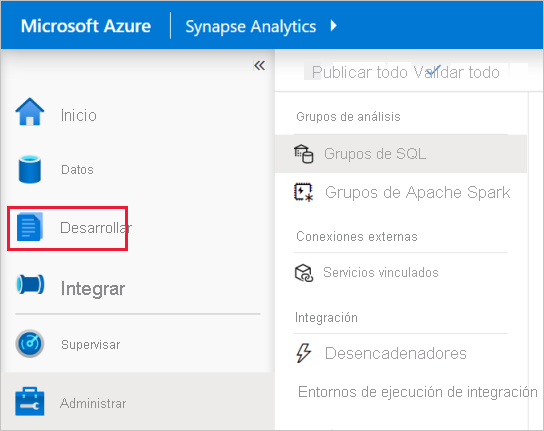 Microsoft Azure Synapse Analytics
«
Inicio
Datos
Desarrollar
Integrar
Supervisar
Administrar
Publicar todo Validar todo
Grupos de análisis
Grupos de SQL
Grupos de Apache Spark
Conexiones externas
Servicios vinculados
Integración
Desencadenadores
Entornos de ejecución de integración